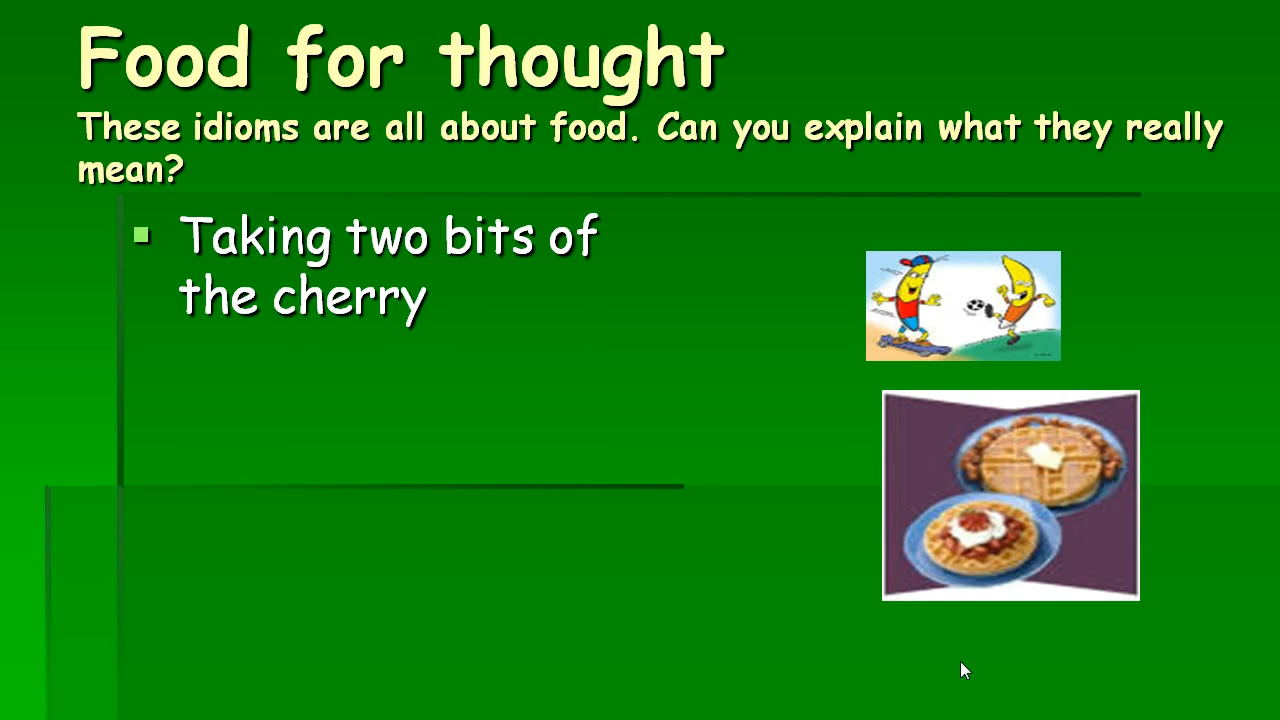 Food for thought
These idioms are all about food. Can you explain what they really
mean?
Taking two bits of
the cherry